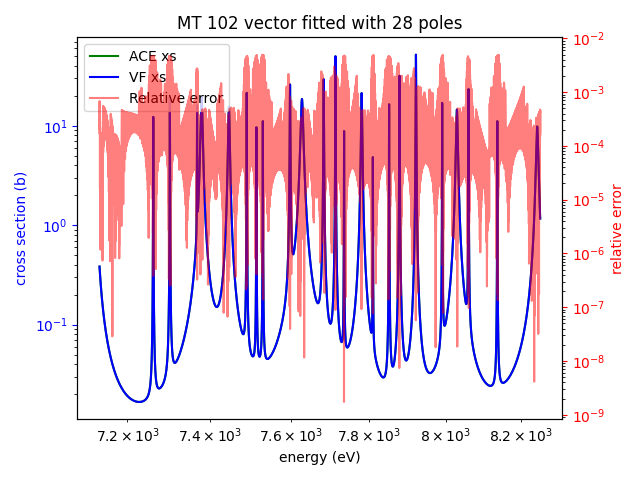 MT 102 vector fitted with 28 poles
ACE xs
VF xs
Relative error
cross section (b)
10¹
10⁰
10⁻¹
10⁻²
10⁻³
10⁻⁴
10⁻⁵
10⁻⁶
10⁻⁷
10⁻⁸
10⁻⁹
relative error
7.2 × 10³ 7.4 × 10³ 7.6 × 10³ 7.8 × 10³ 8 × 10³ 8.2 × 10³
energy (eV)